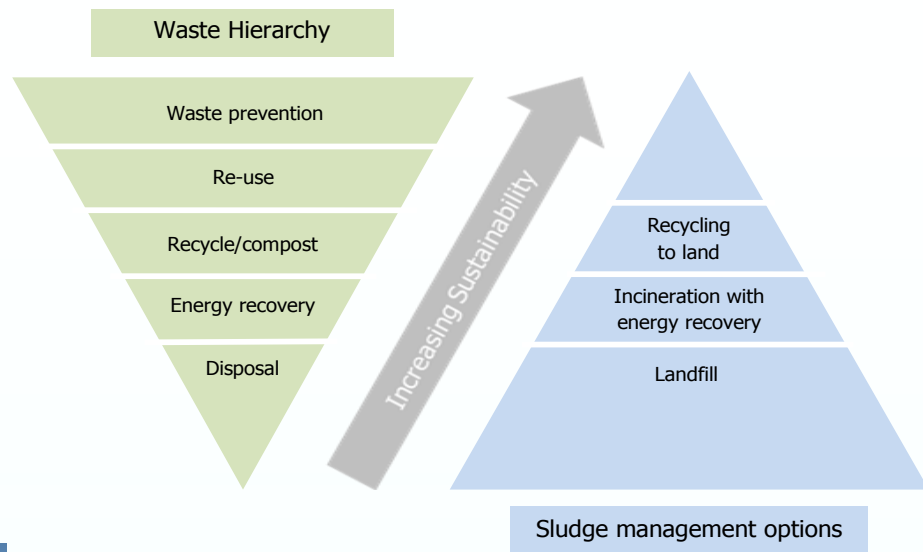 Waste Hierarchy
Waste prevention
Re-use
Recycle/compost
Energy recovery
Disposal
Increasing Sustainability
Recycling
to land
Incineration with
energy recovery
Landfill
Sludge management options